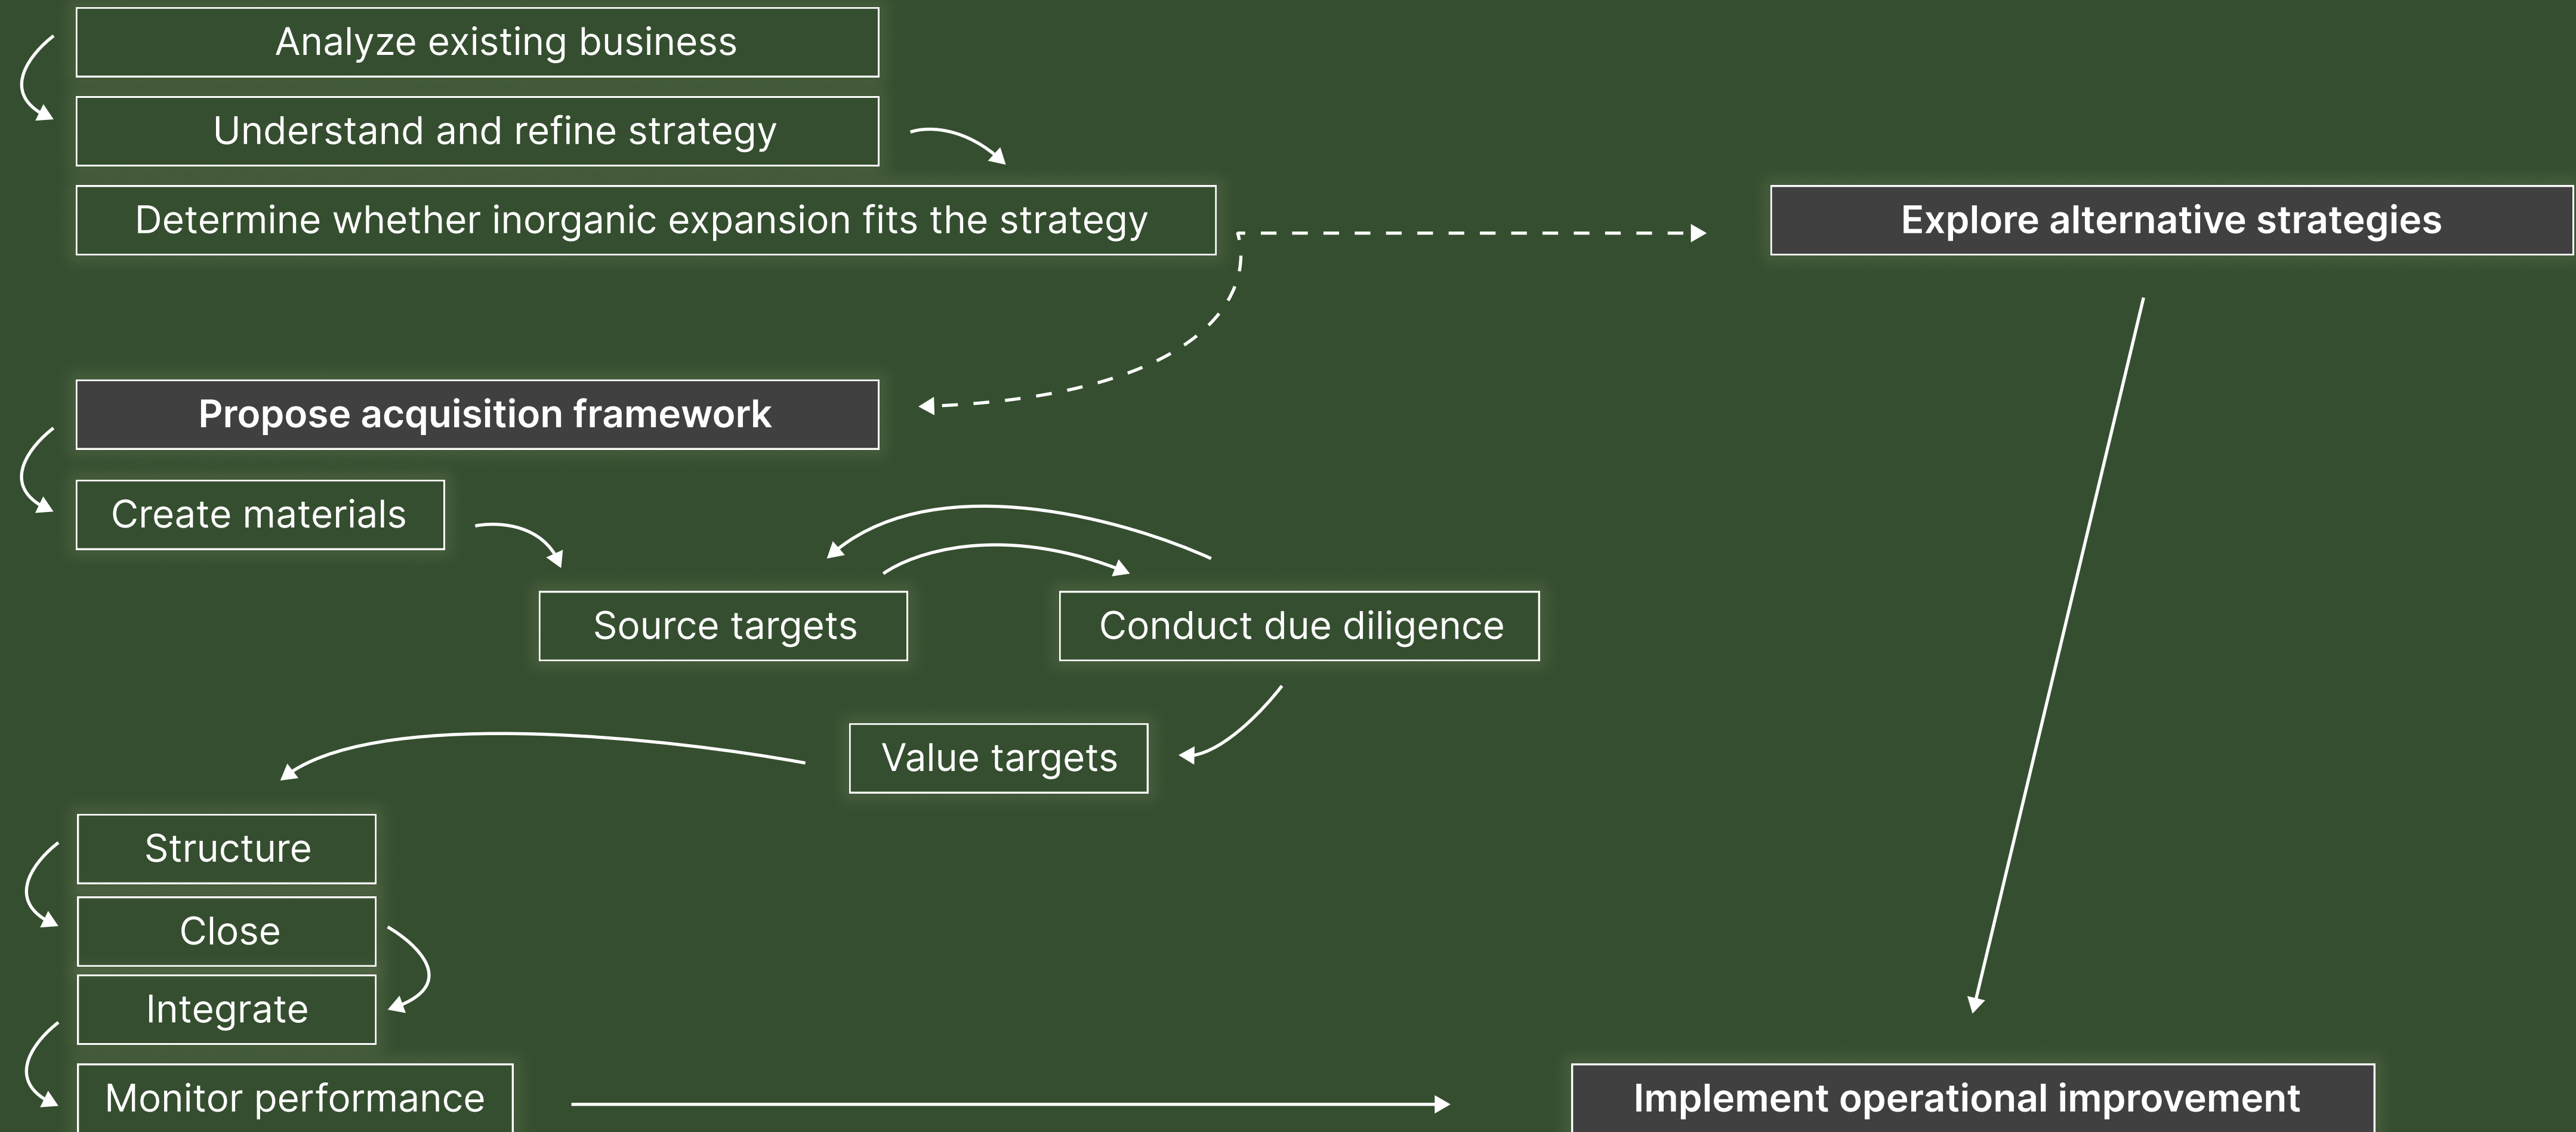 Analyze existing business
Understand and refine strategy
Determine whether inorganic expansion fits the strategy
Explore alternative strategies
Propose acquisition framework
Create materials
Source targets
Conduct due diligence
Value targets
Structure
Close
Integrate
Monitor performance
Implement operational improvement